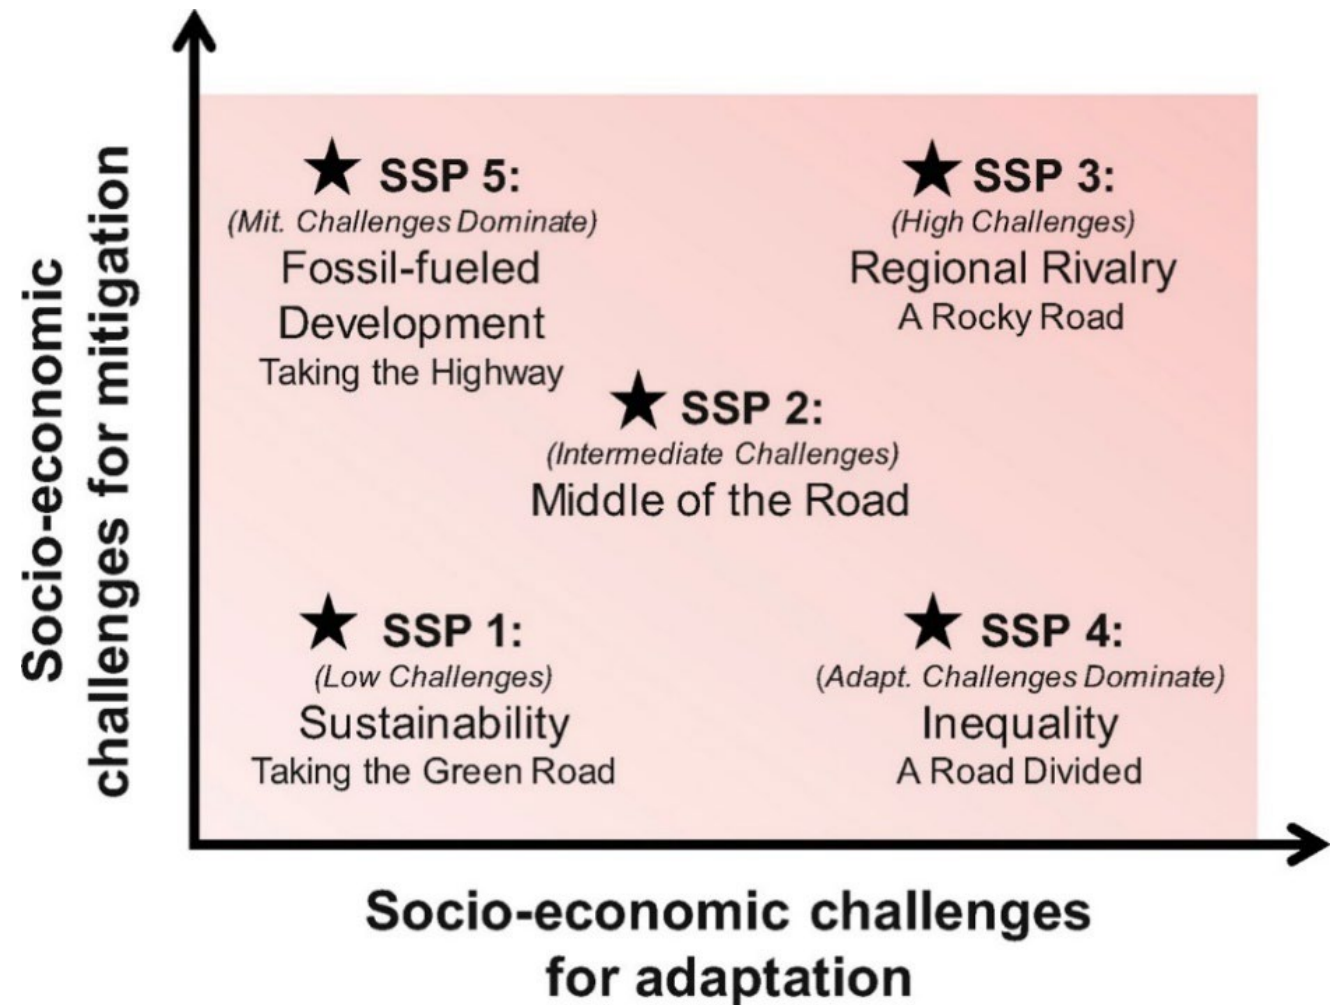 Socio-economic
challenges for mitigation
SSP 5:
(Mit. Challenges Dominate)
Fossil-fueled
Development
Taking the Highway
SSP 3:
(High Challenges)
Regional Rivalry
A Rocky Road
SSP 2:
(Intermediate Challenges)
Middle of the Road
SSP 1:
(Low Challenges)
Sustainability
Taking the Green Road
SSP 4:
(Adapt. Challenges Dominate)
Inequality
A Road Divided
Socio-economic challenges
for adaptation